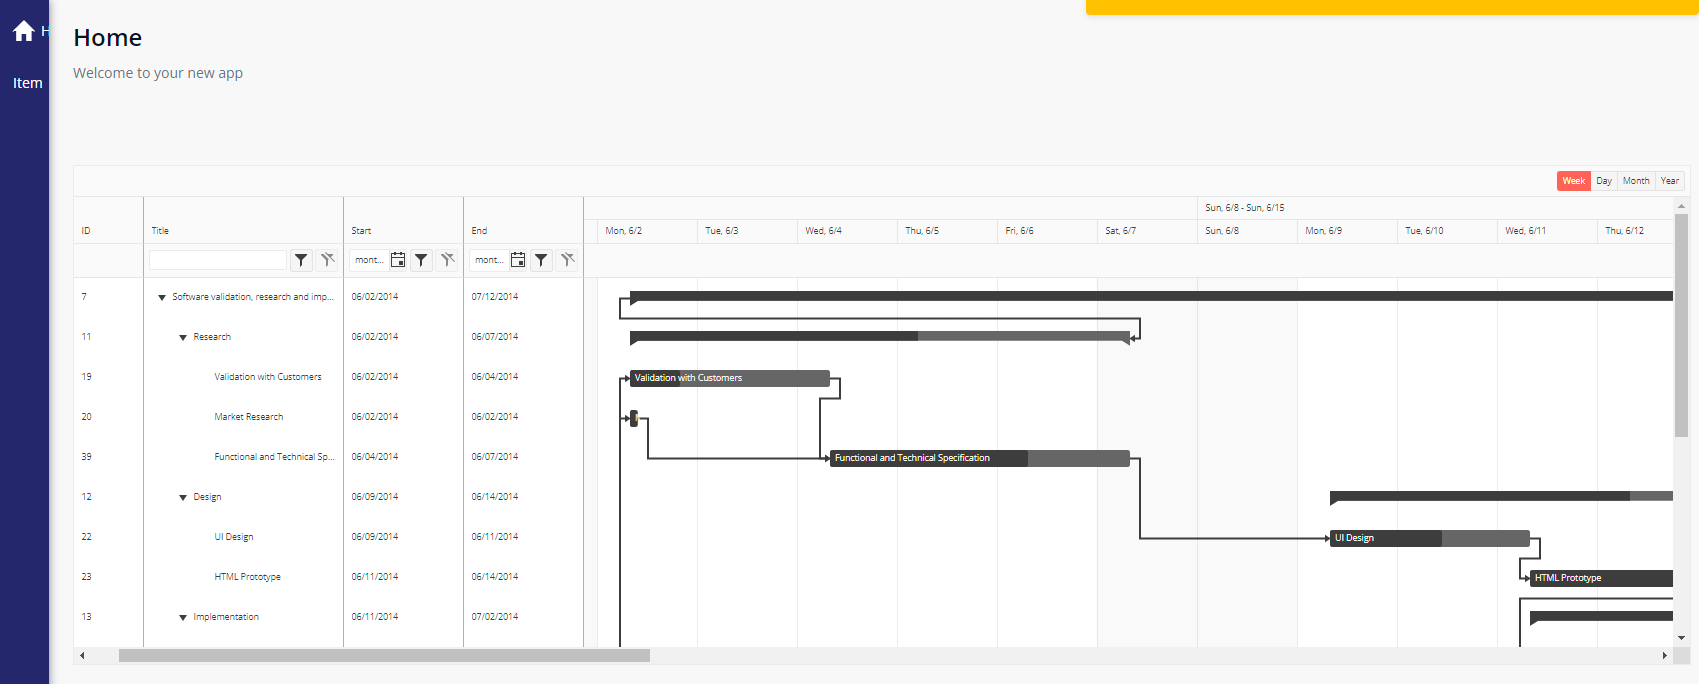 H
Home
Welcome to your new app
Item
Week Day Month Year
Sun, 6/8 - Sun, 6/15
ID Title Start End Mon, 6/2 Tue, 6/3 Wed, 6/4 Thu, 6/5 Fri, 6/6 Sat, 6/7 Sun, 6/8 Mon, 6/9 Tue, 6/10 Wed, 6/11 Thu, 6/12
mont... mont...
7 Software validation, research and imp... 06/02/2014 07/12/2014
11 Research 06/02/2014 06/07/2014
19 Validation with Customers 06/02/2014 06/04/2014 Validation with Customers
20 Market Research 06/02/2014 06/02/2014
39 Functional and Technical Sp... 06/04/2014 06/07/2014 Functional and Technical Specification
12 Design 06/09/2014 06/14/2014
22 UI Design 06/09/2014 06/11/2014 UI Design
23 HTML Prototype 06/11/2014 06/14/2014 HTML Prototype
13 Implementation 06/11/2014 07/02/2014